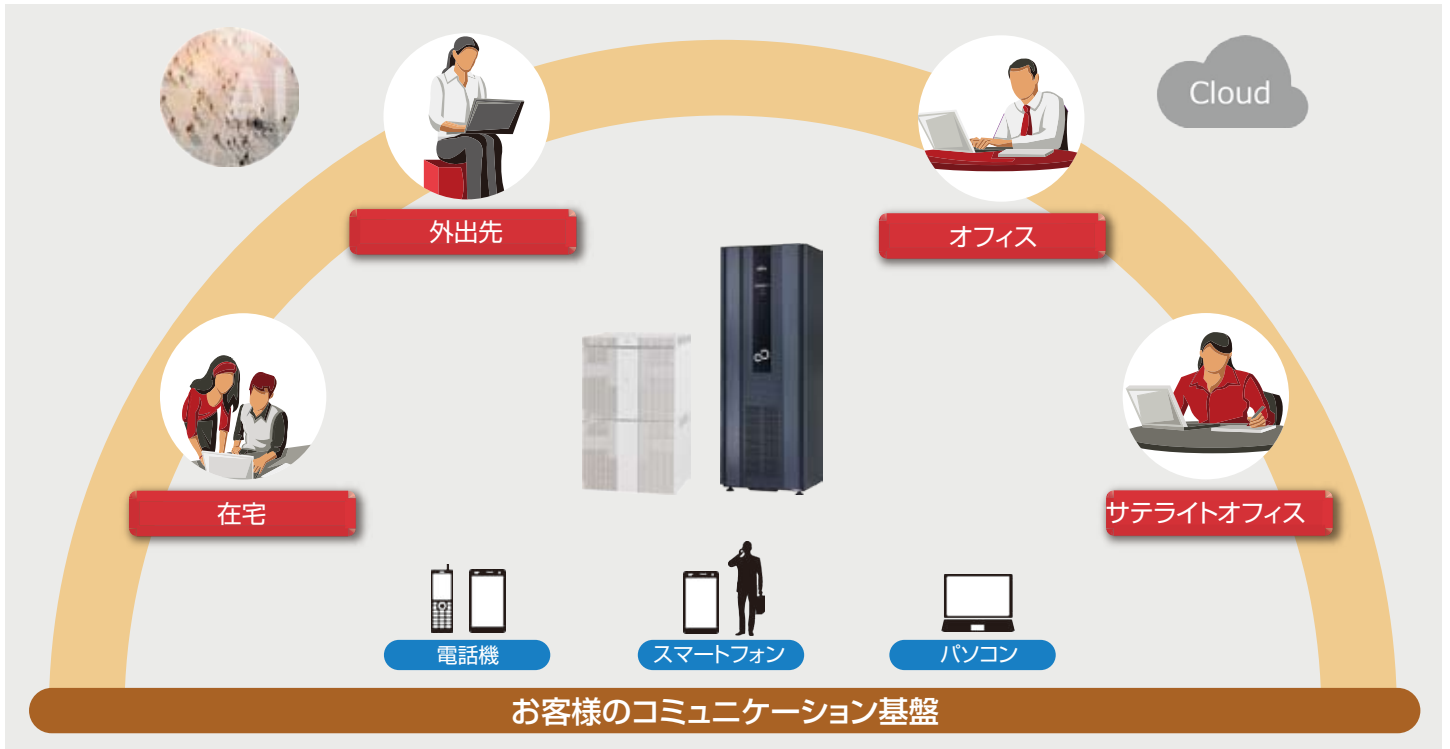 AI
Cloud
外出先
オフィス
在宅
サテライトオフィス
電話機
スマートフォン
パソコン
お客様のコミュニケーション基盤